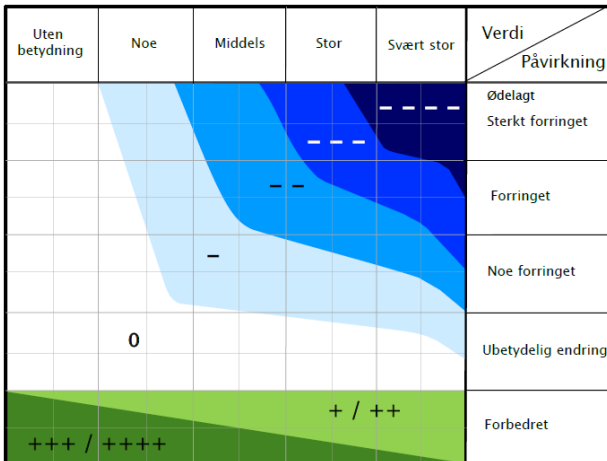 Uten betydning
Noe
Middels
Stor
Svært stor
Verdi
Påvirkning
Ødelagt
Sterkt forringet
Forringet
Noe forringet
Ubetydelig endring
Forbedret
− − − −
− − −
− −
−
0
+ / ++
+++ / ++++